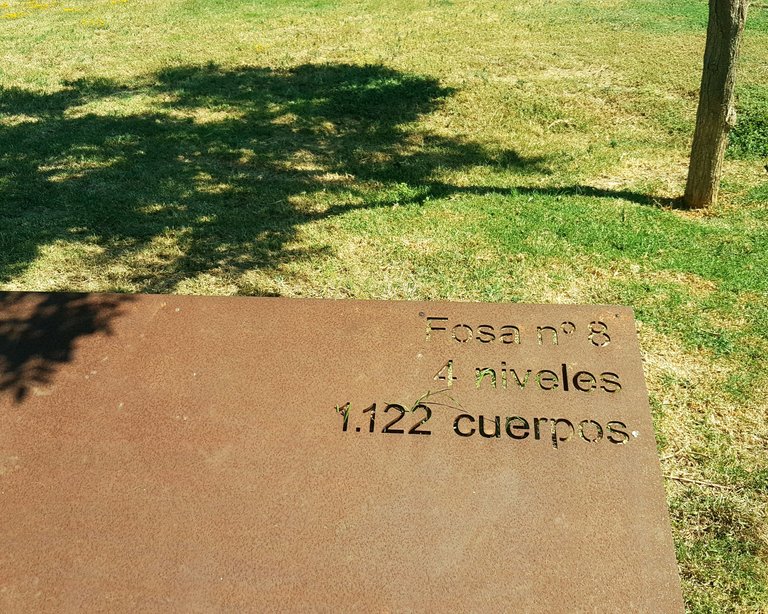 Fosa nº 8
4 niveles
1.122 cuerpos